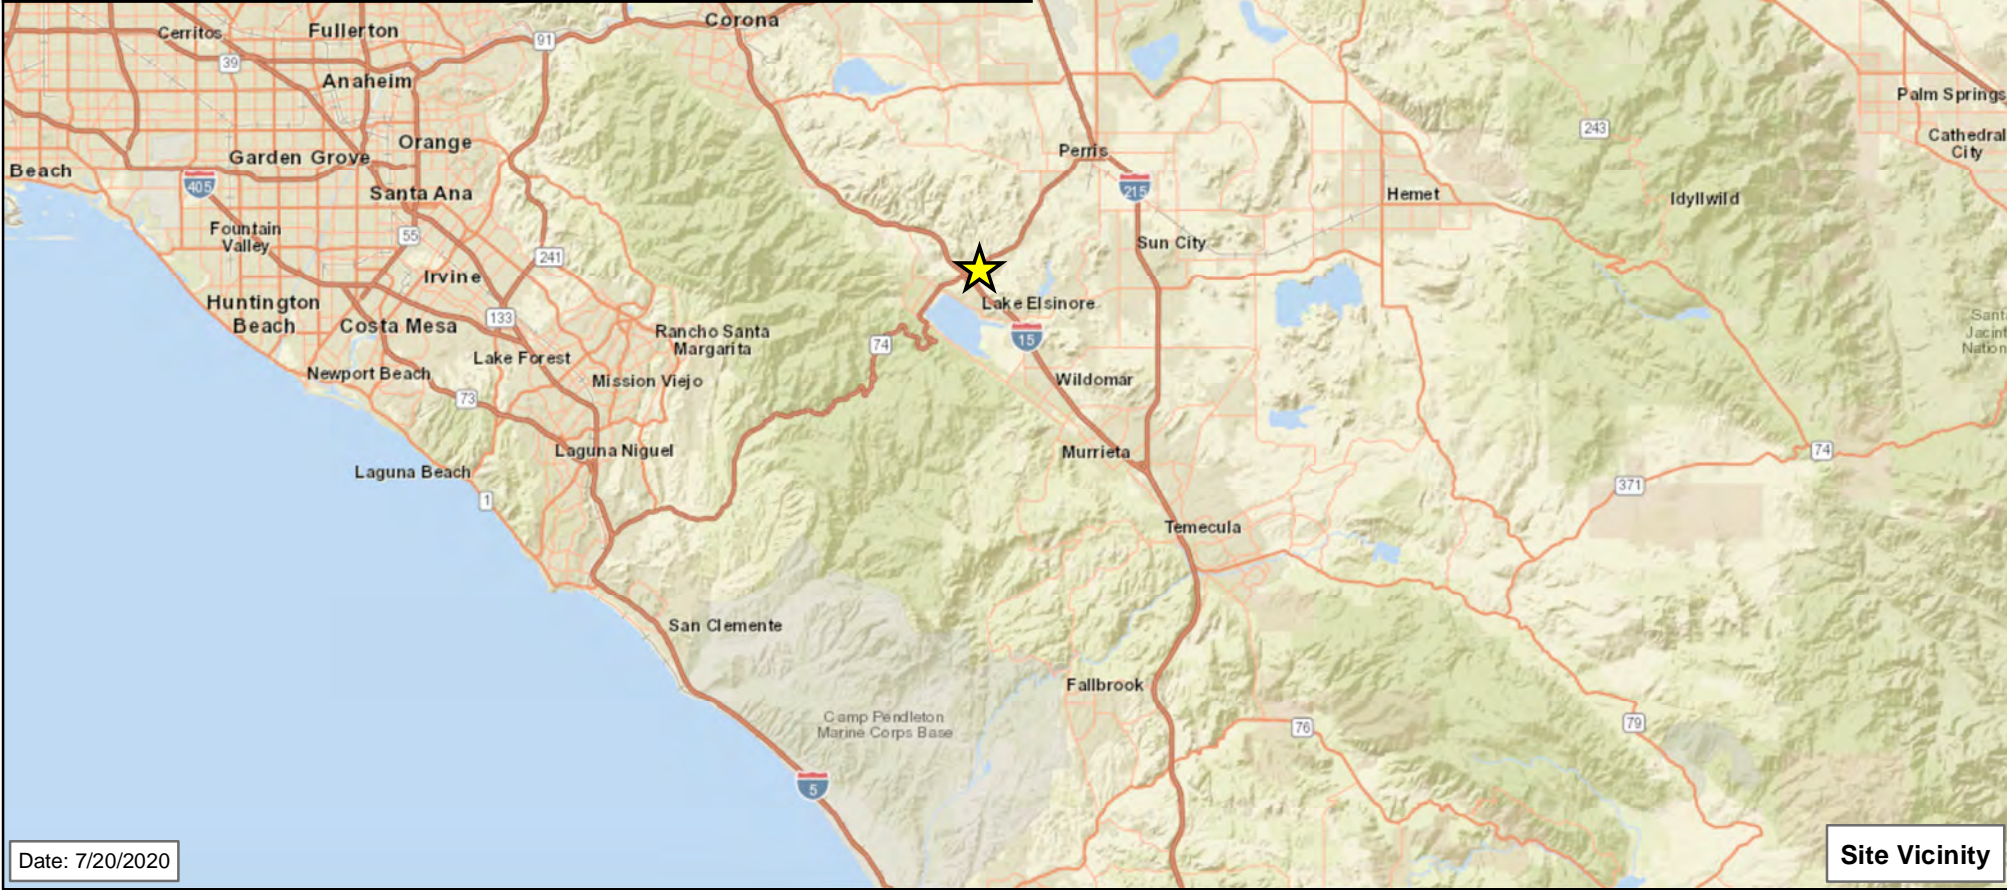 Corona
Cerritos
Fullerton
91
39
Anaheim
Palm Springs
243
Cathedral
City
Orange
Perris
Garden Grove
Beach
405
215
Santa Ana
Hemet
Idyllwild
Fountain
Valley
55
Sun City
241
Irvine
Huntington
Beach
Lake Elsinore
133
Costa Mesa
Rancho Santa
Margarita
15
74
Santa
Jacint
Nation
Lake Forest
Newport Beach
Mission Viejo
Wildomar
73
Laguna Niguel
Murrieta
74
Laguna Beach
371
1
Temecula
San Clemente
Fallbrook
Camp Pendleton
Marine Corps Base
76
79
5
Date: 7/20/2020
Site Vicinity